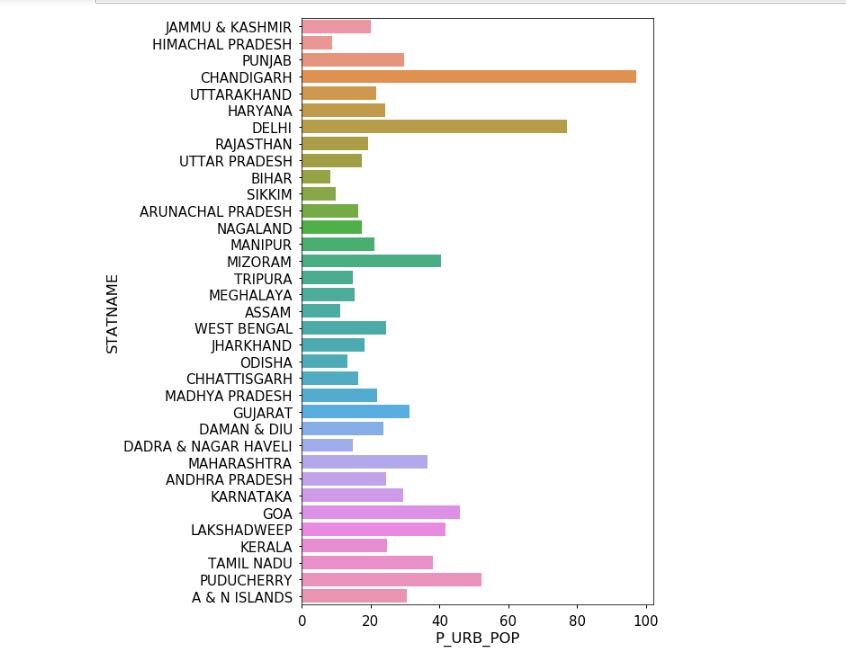 JAMMU & KASHMIR
HIMACHAL PRADESH
PUNJAB
CHANDIGARH
UTTARAKHAND
HARYANA
DELHI
RAJASTHAN
UTTAR PRADESH
BIHAR
SIKKIM
ARUNACHAL PRADESH
NAGALAND
MANIPUR
MIZORAM
TRIPURA
MEGHALAYA
ASSAM
WEST BENGAL
JHARKHAND
ODISHA
CHHATTISGARH
MADHYA PRADESH
GUJARAT
DAMAN & DIU
DADRA & NAGAR HAVELI
MAHARASHTRA
ANDHRA PRADESH
KARNATAKA
GOA
LAKSHADWEEP
KERALA
TAMIL NADU
PUDUCHERRY
A & N ISLANDS
STATNAME
0 20 40 60 80 100
P_URB_POP